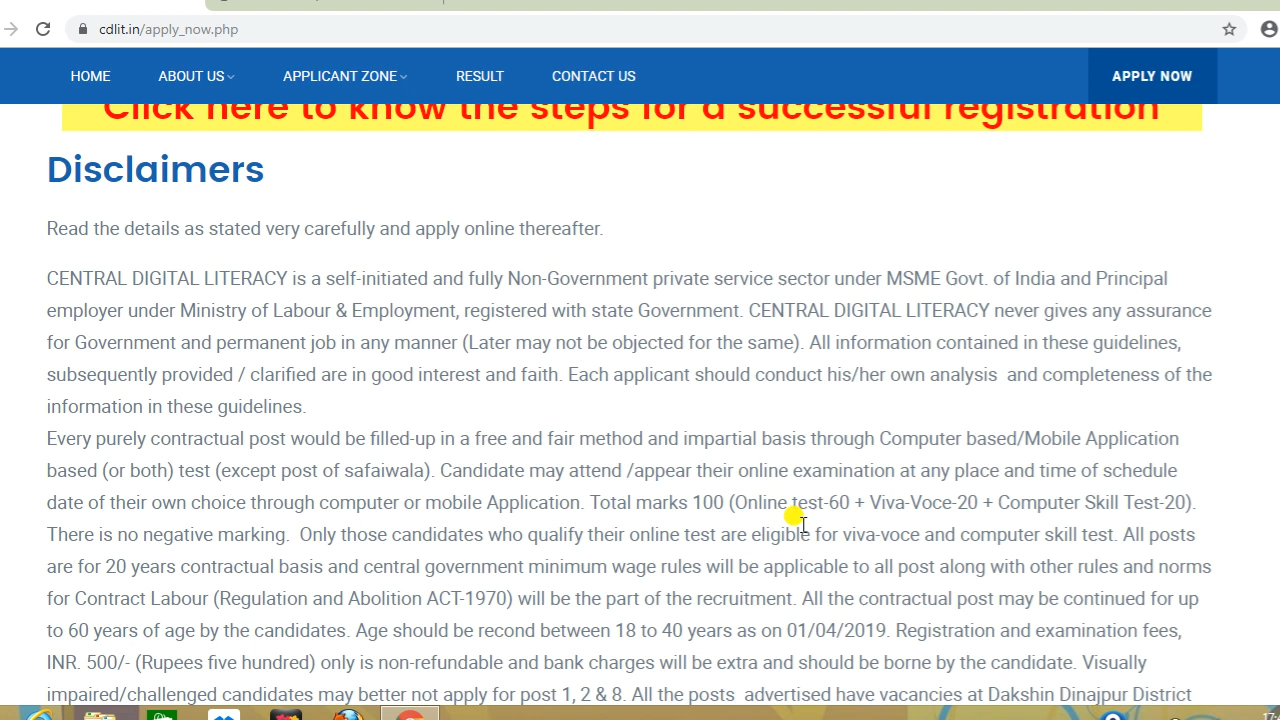 cdlit.in/apply_now.php
HOME ABOUT US APPLICANT ZONE RESULT CONTACT US APPLY NOW
Click here to know the steps for a successful registration
Disclaimers
Read the details as stated very carefully and apply online thereafter.
CENTRAL DIGITAL LITERACY is a self-initiated and fully Non-Government private service sector under MSME Govt. of India and Principal
employer under Ministry of Labour & Employment, registered with state Government. CENTRAL DIGITAL LITERACY never gives any assurance
for Government and permanent job in any manner (Later may not be objected for the same). All information contained in these guidelines,
subsequently provided / clarified are in good interest and faith. Each applicant should conduct his/her own analysis and completeness of the
information in these guidelines.
Every purely contractual post would be filled-up in a free and fair method and impartial basis through Computer based/Mobile Application
based (or both) test (except post of safaiwala). Candidate may attend /appear their online examination at any place and time of schedule
date of their own choice through computer or mobile Application. Total marks 100 (Online test-60 + Viva-Voce-20 + Computer Skill Test-20).
There is no negative marking. Only those candidates who qualify their online test are eligible for viva-voce and computer skill test. All posts
are for 20 years contractual basis and central government minimum wage rules will be applicable to all post along with other rules and norms
for Contract Labour (Regulation and Abolition ACT-1970) will be the part of the recruitment. All the contractual post may be continued for up
to 60 years of age by the candidates. Age should be recond between 18 to 40 years as on 01/04/2019. Registration and examination fees,
INR. 500/- (Rupees five hundred) only is non-refundable and bank charges will be extra and should be borne by the candidate. Visually
impaired/challenged candidates may better not apply for post 1, 2 & 8. All the posts advertised have vacancies at Dakshin Dinajpur District